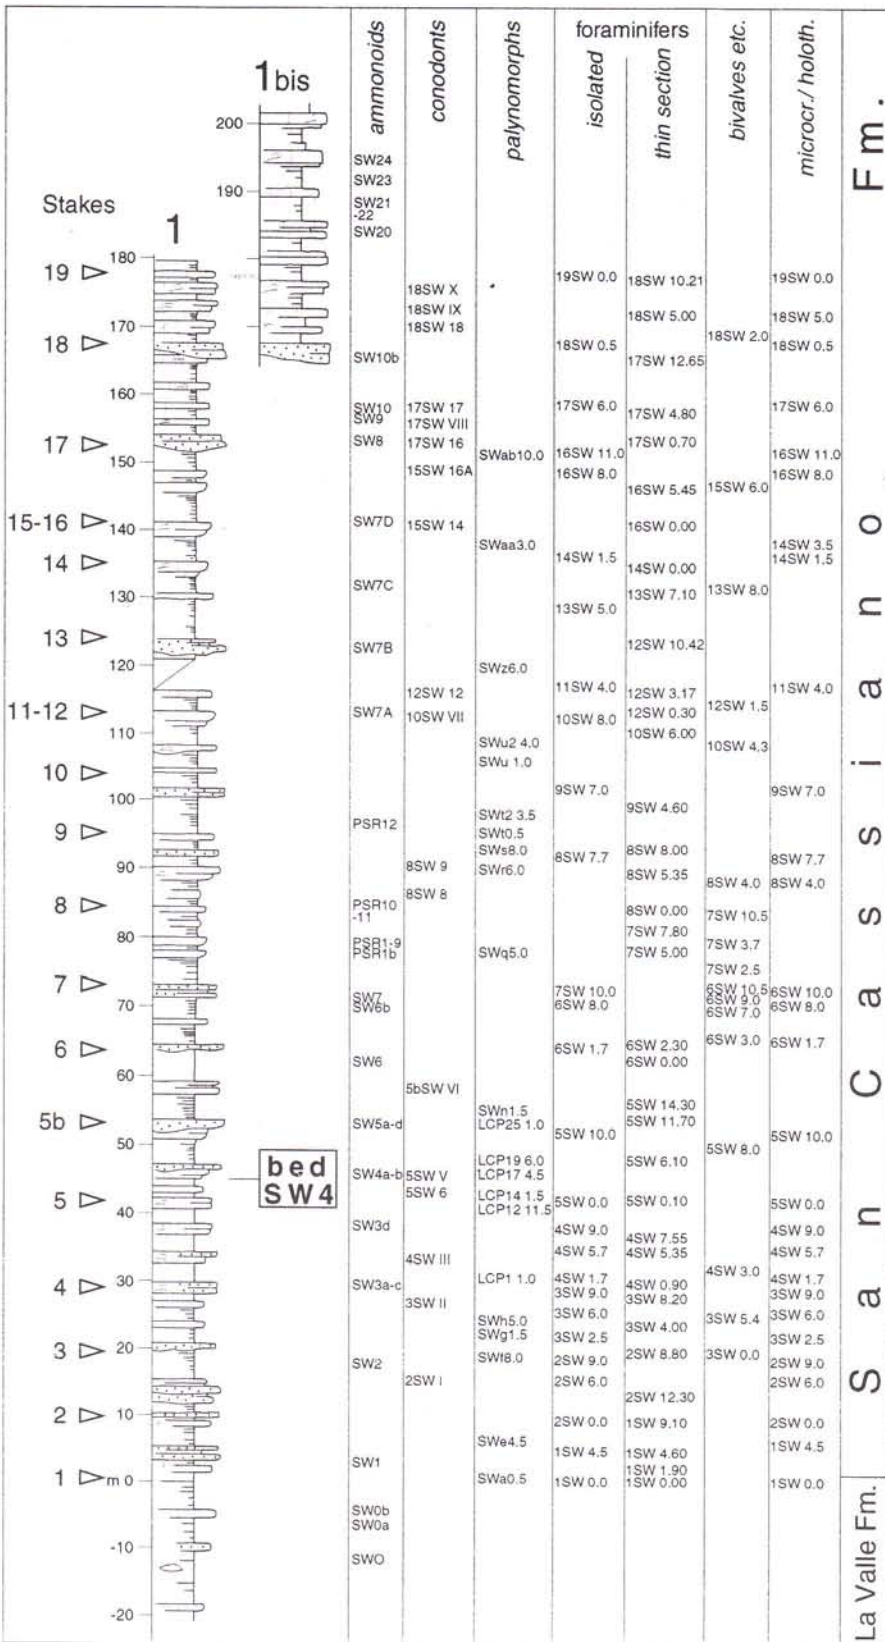 ammonoids
conodonts
palynomorphs
foraminifers
isolated
thin section
bivalves etc.
microcr./ holoth.
1bis
200
190
Stakes
1
180
170
160
150
140
130
120
110
100
90
80
70
60
50
40
30
20
10
m 0
-10
-20
19
18
17
15-16
14
13
11-12
10
9
8
7
6
5b
5
4
3
2
1
bed
SW4
SW24
SW23
SW21
-22
SW20
SW10b
SW10
SW9
SW8
SW7D
SW7C
SW7B
SW7A
PSR12
PSR10
-11
PSR1-9
PSR1b
SW7
SW6b
SW6
SW5a-d
SW4a-b
SW3d
SW3a-c
SW2
SW1
SW0b
SW0a
SWO
18SW X
18SW IX
18SW 18
17SW 17
17SW VIII
17SW 16
15SW 16A
15SW 14
12SW 12
10SW VII
8SW 9
8SW 8
5bSW VI
5SW V
5SW 6
4SW III
3SW II
2SW I
SWab10.0
SWaa3.0
SWz6.0
SWu2 4.0
SWu 1.0
SWt2 3.5
SWt0.5
SWs8.0
SWr6.0
SWq5.0
SWn1.5
LCP25 1.0
LCP19 6.0
LCP17 4.5
LCP14 1.5
LCP12 11.5
LCP1 1.0
SWh5.0
SWg1.5
SWf8.0
SWe4.5
SWa0.5
19SW 0.0
18SW 0.5
17SW 6.0
16SW 11.0
16SW 8.0
14SW 1.5
13SW 5.0
11SW 4.0
10SW 8.0
9SW 7.0
8SW 7.7
7SW 10.0
6SW 8.0
6SW 1.7
5SW 10.0
5SW 0.0
4SW 9.0
4SW 5.7
4SW 1.7
3SW 9.0
3SW 6.0
3SW 2.5
2SW 9.0
2SW 6.0
2SW 0.0
1SW 4.5
1SW 0.0
18SW 10.21
18SW 5.00
17SW 12.65
17SW 4.80
17SW 0.70
16SW 5.45
16SW 0.00
14SW 0.00
13SW 7.10
12SW 10.42
12SW 3.17
12SW 0.30
10SW 6.00
9SW 4.60
8SW 8.00
8SW 5.35
8SW 0.00
7SW 7.80
7SW 5.00
6SW 2.30
6SW 0.00
5SW 14.30
5SW 11.70
5SW 6.10
5SW 0.10
4SW 7.55
4SW 5.35
4SW 0.90
3SW 8.20
3SW 4.00
2SW 8.80
2SW 12.30
1SW 9.10
1SW 4.60
1SW 1.90
1SW 0.00
18SW 2.0
15SW 6.0
13SW 8.0
12SW 1.5
10SW 4.3
8SW 4.0
7SW 10.5
7SW 3.7
7SW 2.5
6SW 10.5
6SW 9.0
6SW 7.0
6SW 3.0
5SW 8.0
4SW 3.0
3SW 5.4
3SW 0.0
19SW 0.0
18SW 5.0
18SW 0.5
17SW 6.0
16SW 11.0
16SW 8.0
14SW 3.5
14SW 1.5
11SW 4.0
9SW 7.0
8SW 7.7
8SW 4.0
6SW 10.0
6SW 8.0
6SW 1.7
5SW 10.0
5SW 0.0
4SW 9.0
4SW 5.7
4SW 1.7
3SW 9.0
3SW 6.0
3SW 2.5
2SW 9.0
2SW 6.0
2SW 0.0
1SW 4.5
1SW 0.0
San Cassiano Fm.
La Valle Fm.